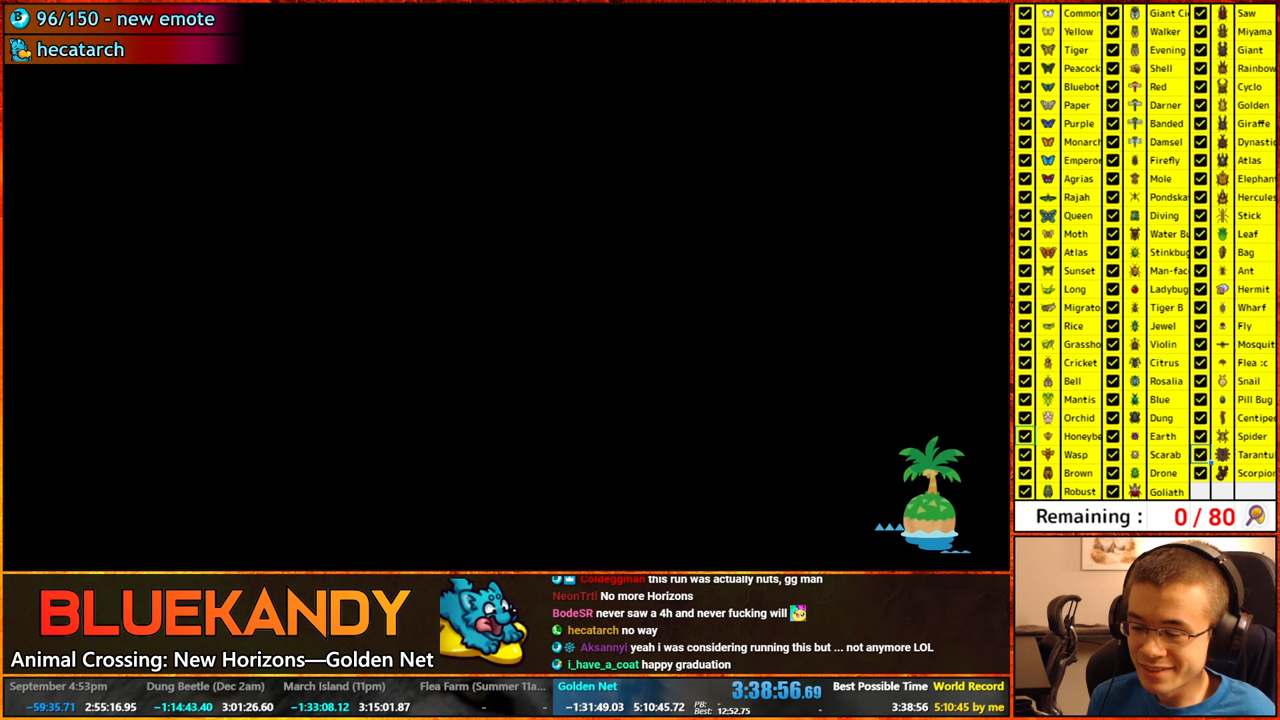 96/150 - new emote
hecatarch
Common Giant Ci Saw
Yellow Walker Miyama
Tiger Evening Giant
Peacock Shell Rainbow
Bluebot Red Cyclo
Paper Darner Golden
Purple Banded Giraffe
Monarch Damsel Dynastic
Emperor Firefly Atlas
Agrias Mole Elephant
Rajah Pondska Hercules
Queen Diving Stick
Moth Water Bu Leaf
Atlas Stinkbug Bag
Sunset Man-fac Ant
Long Ladybug Hermit
Migrato Tiger B Wharf
Rice Jewel Fly
Grassho Violin Mosquit
Cricket Citrus Flea :c
Bell Rosalia Snail
Mantis Blue Pill Bug
Orchid Dung Centipe
Honeybe Earth Spider
Wasp Scarab Tarantu
Brown Drone Scorpion
Robust Goliath
Remaining : 0 / 80
BLUEKANDY
Animal Crossing: New Horizons—Golden Net
Coldeggman this run was actually nuts, gg man
NeonTrtl No more Horizons
BodeSR never saw a 4h and never fucking will
hecatarch no way
Aksannyi yeah i was considering running this but ... not anymore LOL
i_have_a_coat happy graduation
September 4:53pm Dung Beetle (Dec 2am) March Island (11pm) Flea Farm (Summer 11a... Golden Net 3:38:56.69 Best Possible Time World Record
-59:35.71 2:55:16.95 -1:14:43.40 3:01:26.60 -1:33:08.12 3:15:01.87 - - -1:31:49.03 5:10:45.72 PB: - Best: 12:52.75 - 3:38:56 5:10:45 by me